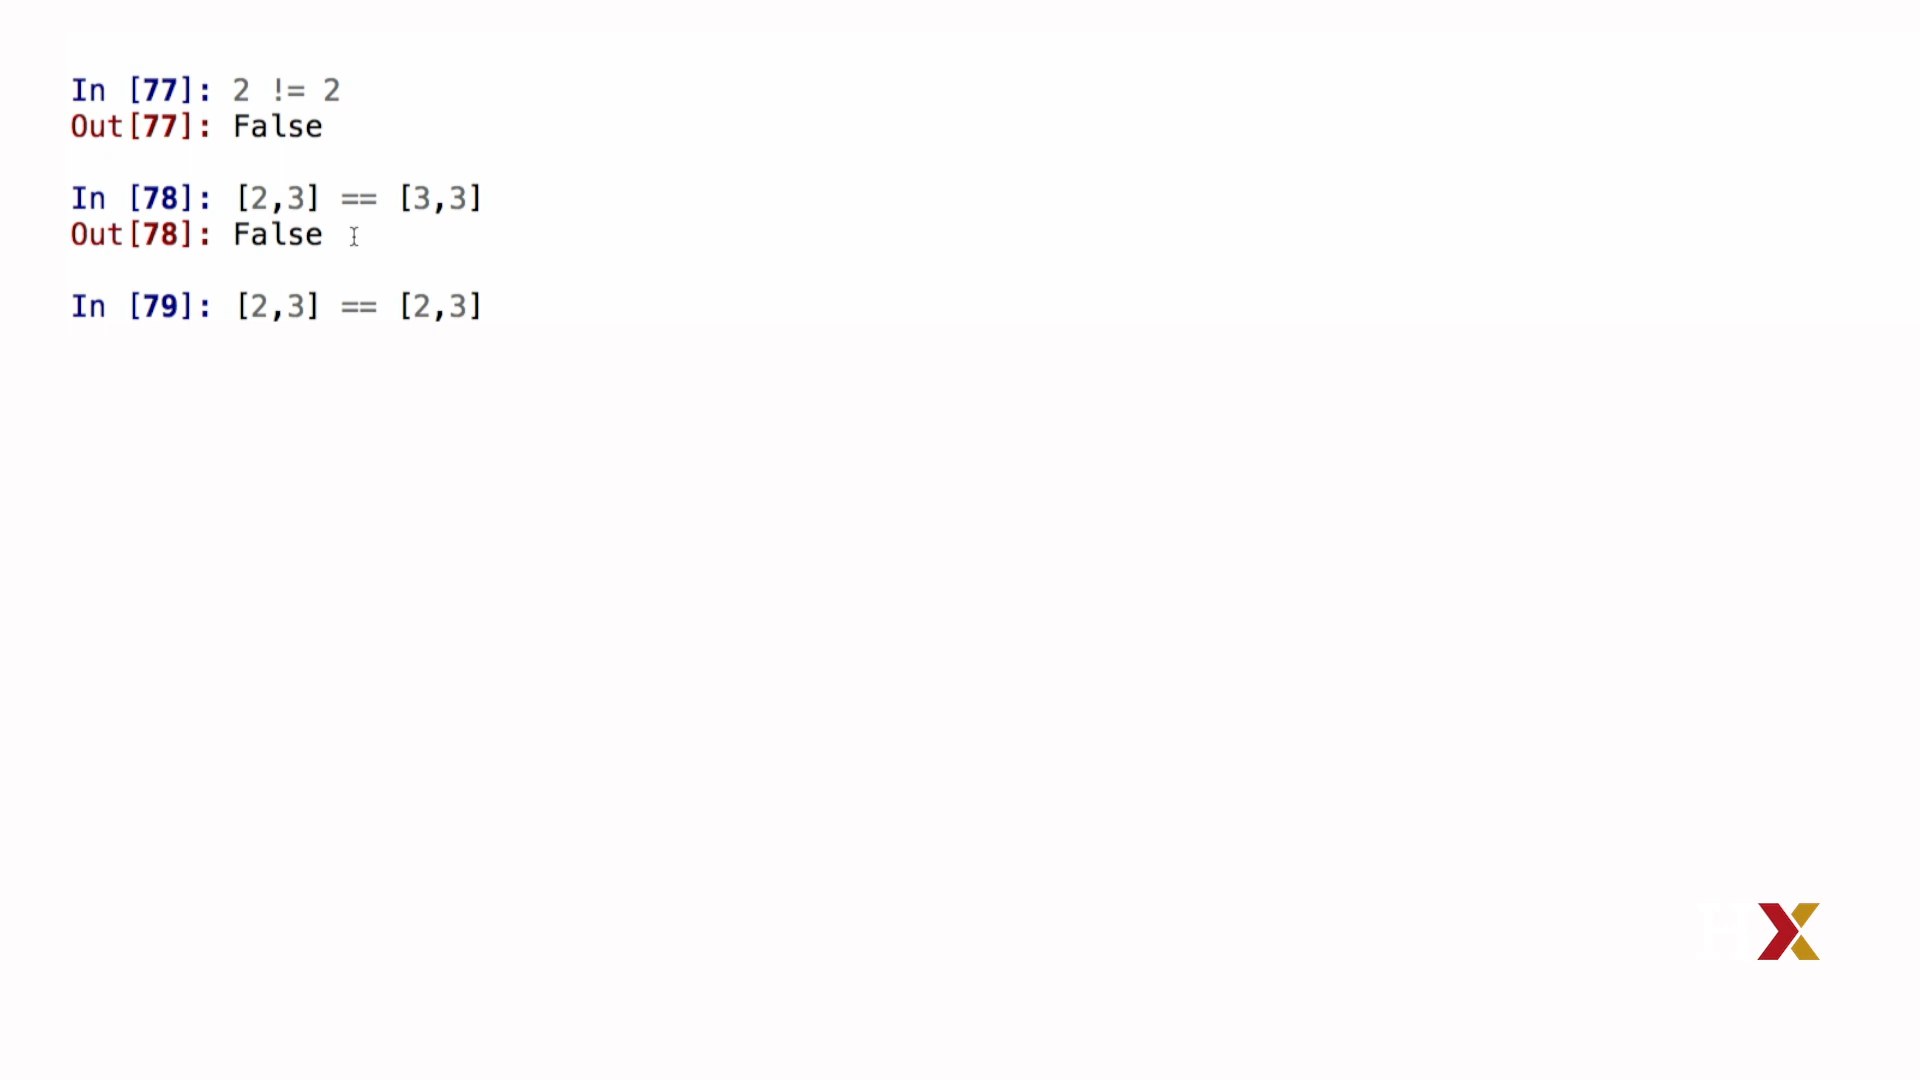 In [77]: 2 != 2
Out[77]: False
In [78]: [2,3] == [3,3]
Out[78]: False
In [79]: [2,3] == [2,3]
X